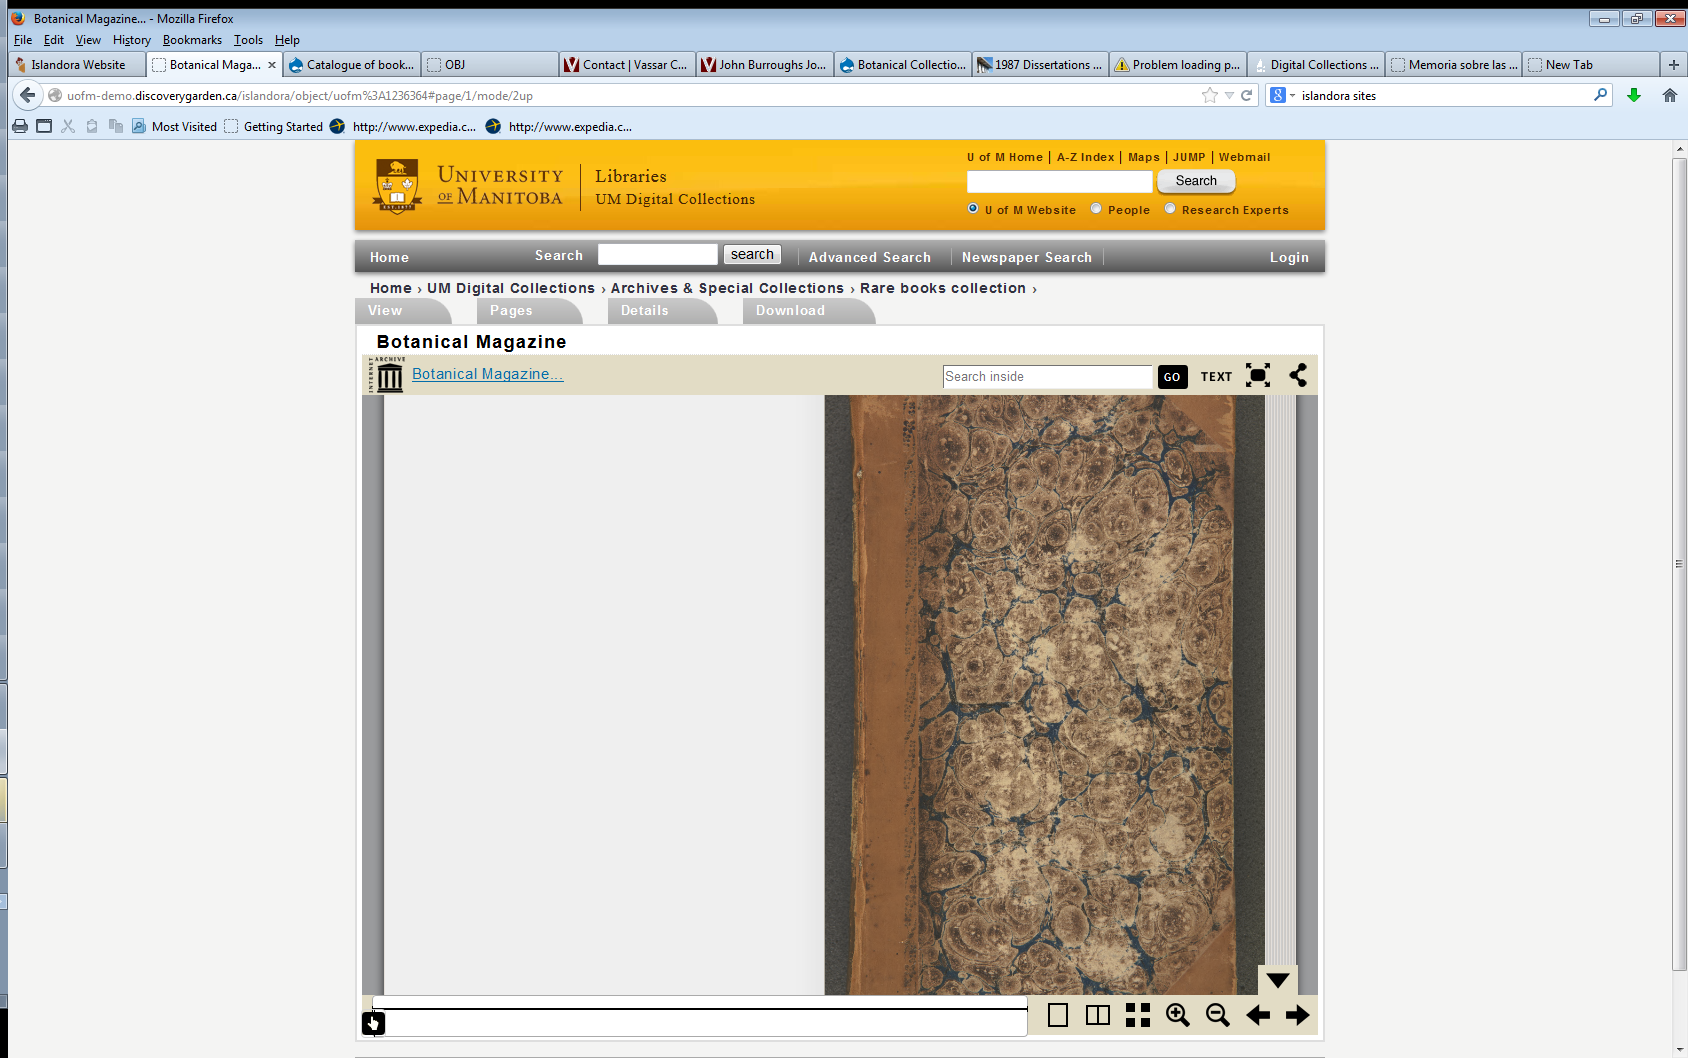 Botanical Magazine... - Mozilla Firefox
File Edit View History Bookmarks Tools Help
Islandora Website
Botanical Maga...
Catalogue of book...
OBJ
Contact | Vassar C...
John Burroughs Jo...
Botanical Collectio...
1987 Dissertations ...
Problem loading p...
Digital Collections ...
Memoria sobre las ...
New Tab
uofm-demo.discoverygarden.ca/islandora/object/uofm%3A1236364#page/1/mode/2up
islandora sites
Most Visited Getting Started http://www.expedia.c... http://www.expedia.c...
UNIVERSITY OF MANITOBA
Libraries
UM Digital Collections
U of M Home | A-Z Index | Maps | JUMP | Webmail
Search
U of M Website People Research Experts
Home Search search Advanced Search Newspaper Search Login
Home › UM Digital Collections › Archives & Special Collections › Rare books collection ›
View Pages Details Download
Botanical Magazine
INTERNET ARCHIVE
Botanical Magazine...
Search inside GO TEXT